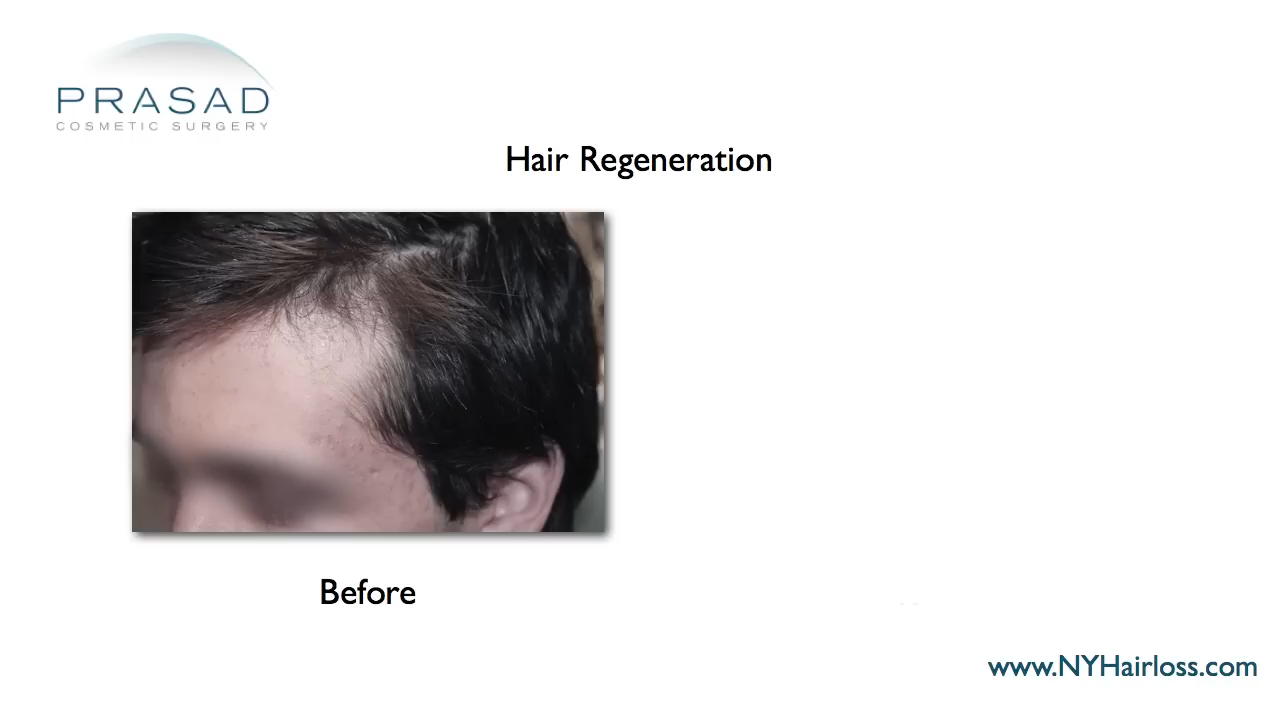 PRASAD
COSMETIC SURGERY
Hair Regeneration
Before
www.NYHairloss.com